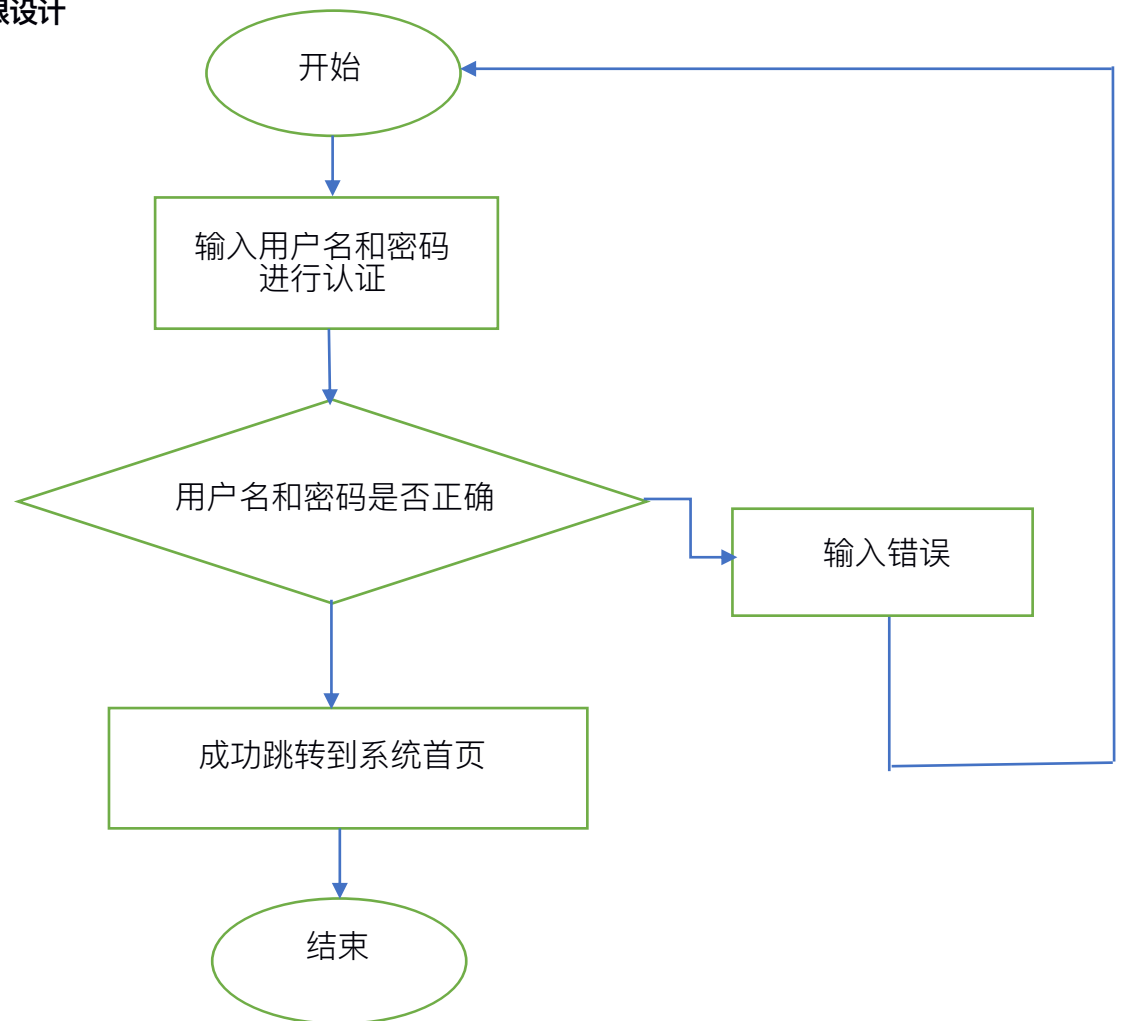 设计
开始
输入用户名和密码
进行认证
用户名和密码是否正确
输入错误
成功跳转到系统首页
结束